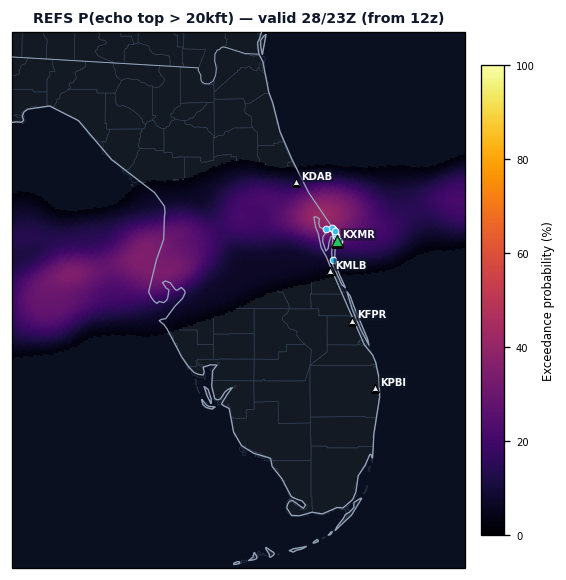 REFS P(echo top > 20kft) — valid 28/23Z (from 12z)
KDAB
KXMR
KMLB
KFPR
KPBI
100
80
60
40
20
0
Exceedance probability (%)